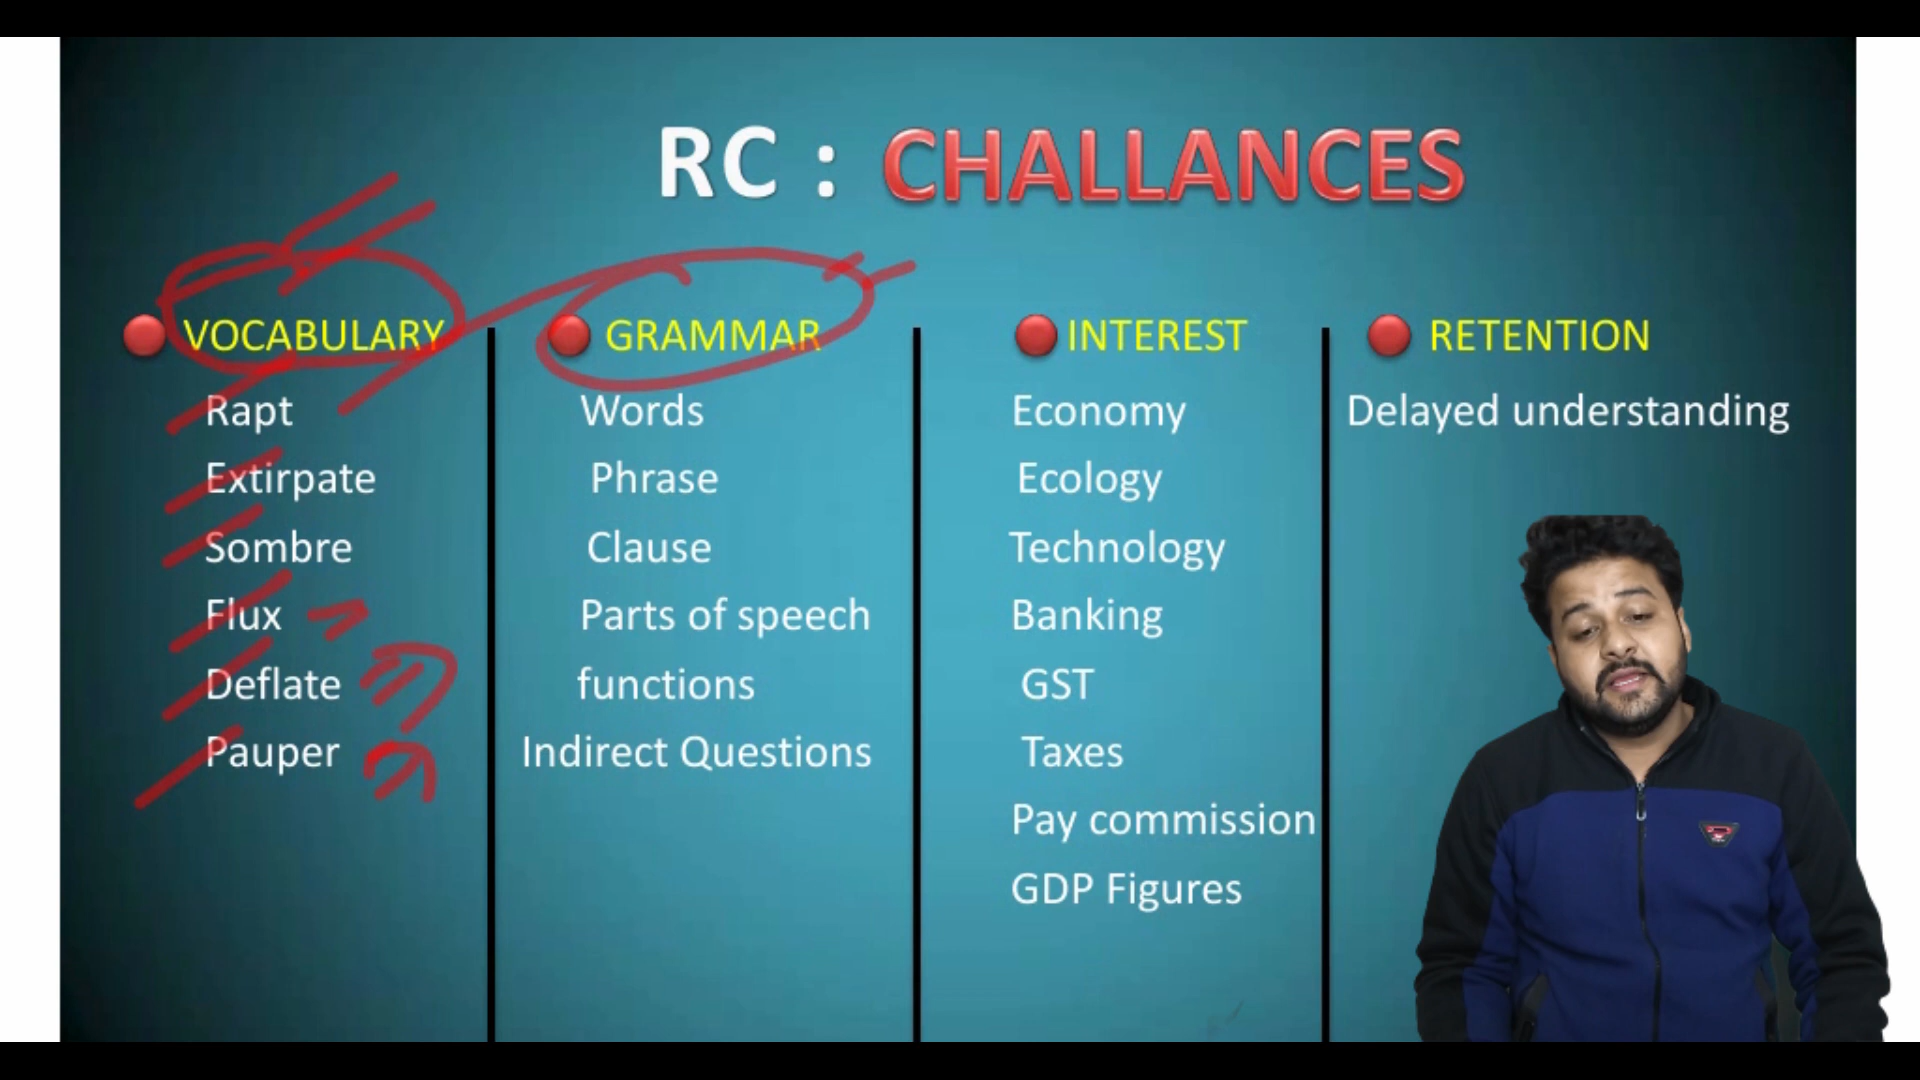 RC : CHALLANCES
VOCABULARY
Rapt
Extirpate
Sombre
Flux
Deflate
Pauper
GRAMMAR
Words
Phrase
Clause
Parts of speech
functions
Indirect Questions
INTEREST
Economy
Ecology
Technology
Banking
GST
Taxes
Pay commission
GDP Figures
RETENTION
Delayed understanding